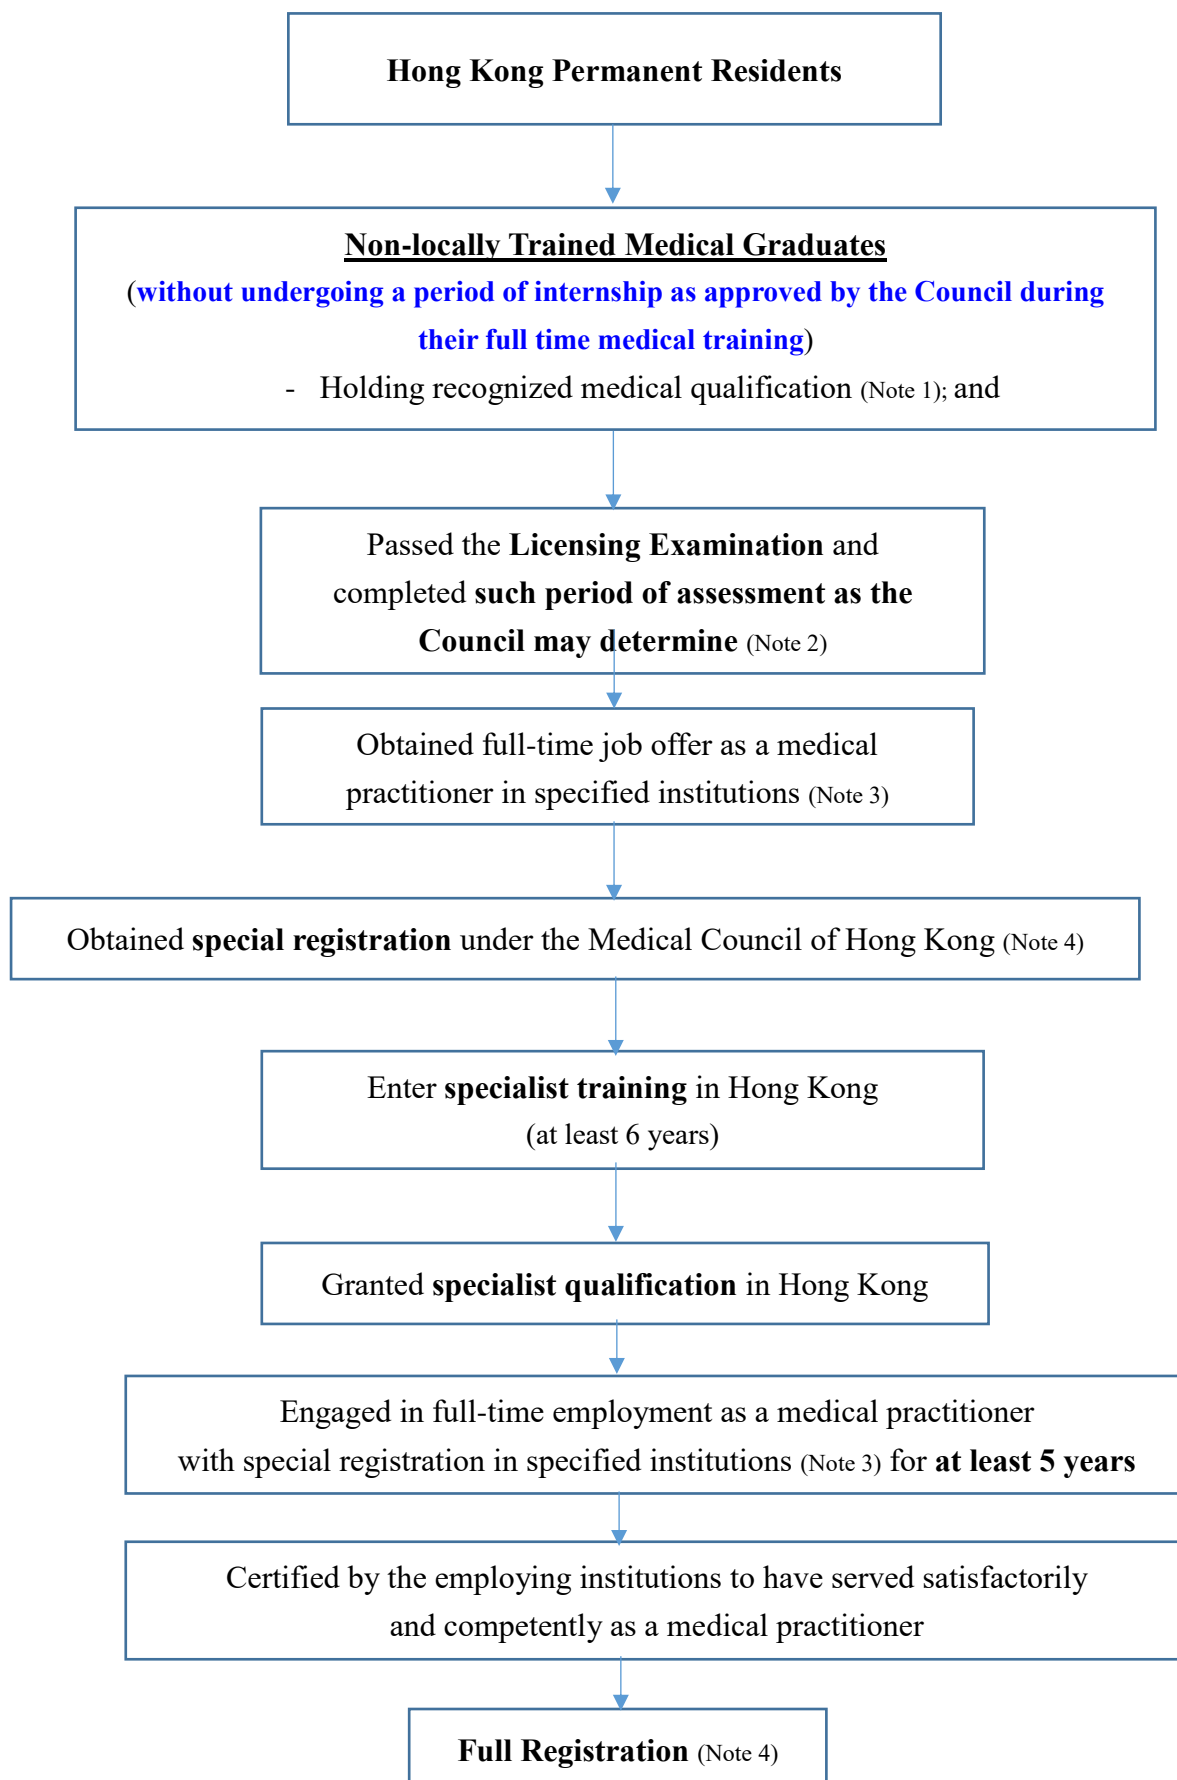 Hong Kong Permanent Residents
Non-locally Trained Medical Graduates
(without undergoing a period of internship as approved by the Council during
their full time medical training)
- Holding recognized medical qualification (Note 1); and
Passed the Licensing Examination and
completed such period of assessment as the
Council may determine (Note 2)
Obtained full-time job offer as a medical
practitioner in specified institutions (Note 3)
Obtained special registration under the Medical Council of Hong Kong (Note 4)
Enter specialist training in Hong Kong
(at least 6 years)
Granted specialist qualification in Hong Kong
Engaged in full-time employment as a medical practitioner
with special registration in specified institutions (Note 3) for at least 5 years
Certified by the employing institutions to have served satisfactorily
and competently as a medical practitioner
Full Registration (Note 4)